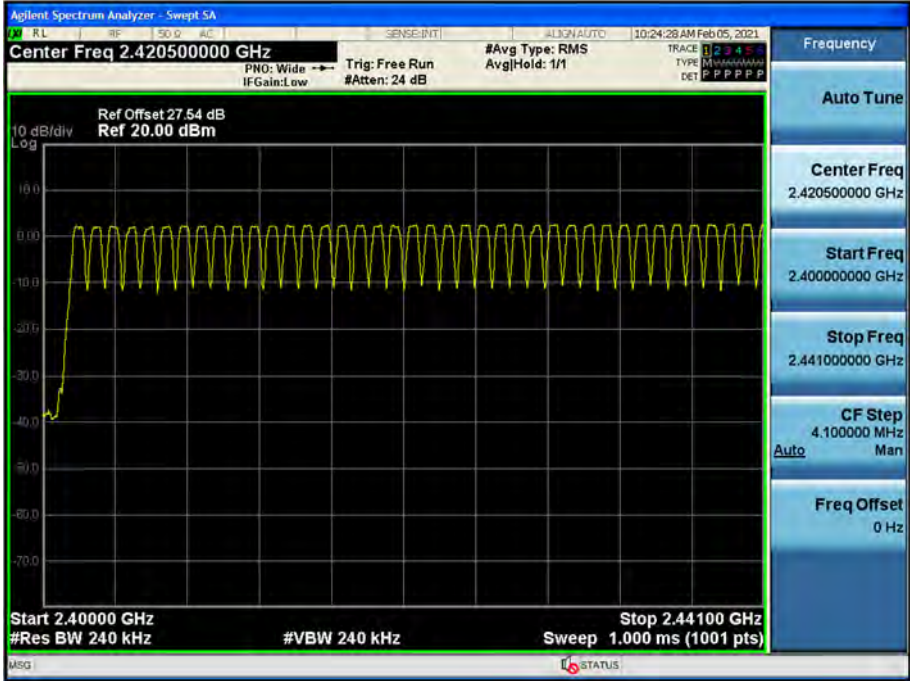 Agilent Spectrum Analyzer - Swept SA
RL RF 50 Ω AC SENSE:INT ALIGN AUTO 10:24:28 AM Feb 05, 2021
Center Freq 2.420500000 GHz
PNO: Wide
IFGain:Low
Trig: Free Run
#Atten: 24 dB
#Avg Type: RMS
Avg|Hold: 1/1
TRACE 1 2 3 4 5 6
TYPE M
DET P P P P P P
Frequency
Auto Tune
Center Freq
2.420500000 GHz
Start Freq
2.400000000 GHz
Stop Freq
2.441000000 GHz
CF Step
4.100000 MHz
Auto Man
Freq Offset
0 Hz
Ref Offset 27.54 dB
10 dB/div Ref 20.00 dBm
Log
10.0
0.00
-10.0
-20.0
-30.0
-40.0
-50.0
-60.0
-70.0
Start 2.40000 GHz Stop 2.44100 GHz
#Res BW 240 kHz #VBW 240 kHz Sweep 1.000 ms (1001 pts)
MSG STATUS